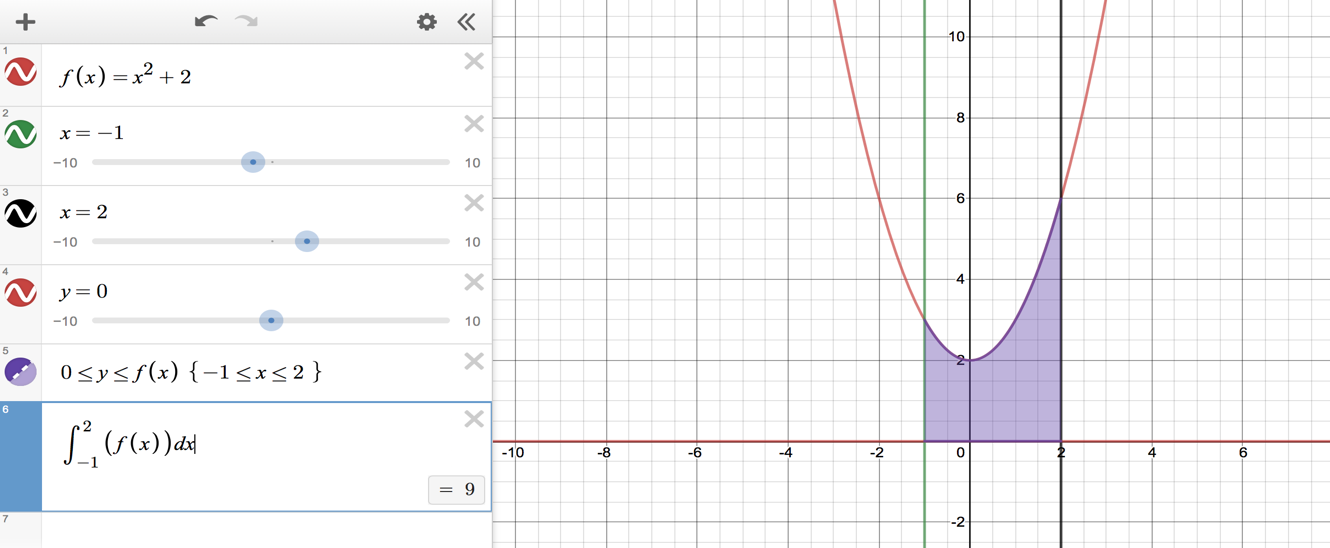 1
f(x) = x² + 2
2
x = −1
−10 10
3
x = 2
−10 10
4
y = 0
−10 10
5
0 ≤ y ≤ f(x) {−1 ≤ x ≤ 2 }
6
∫₋₁² (f(x))dx
= 9
7
10
8
6
4
2
-10 -8 -6 -4 -2 0 2 4 6
-2